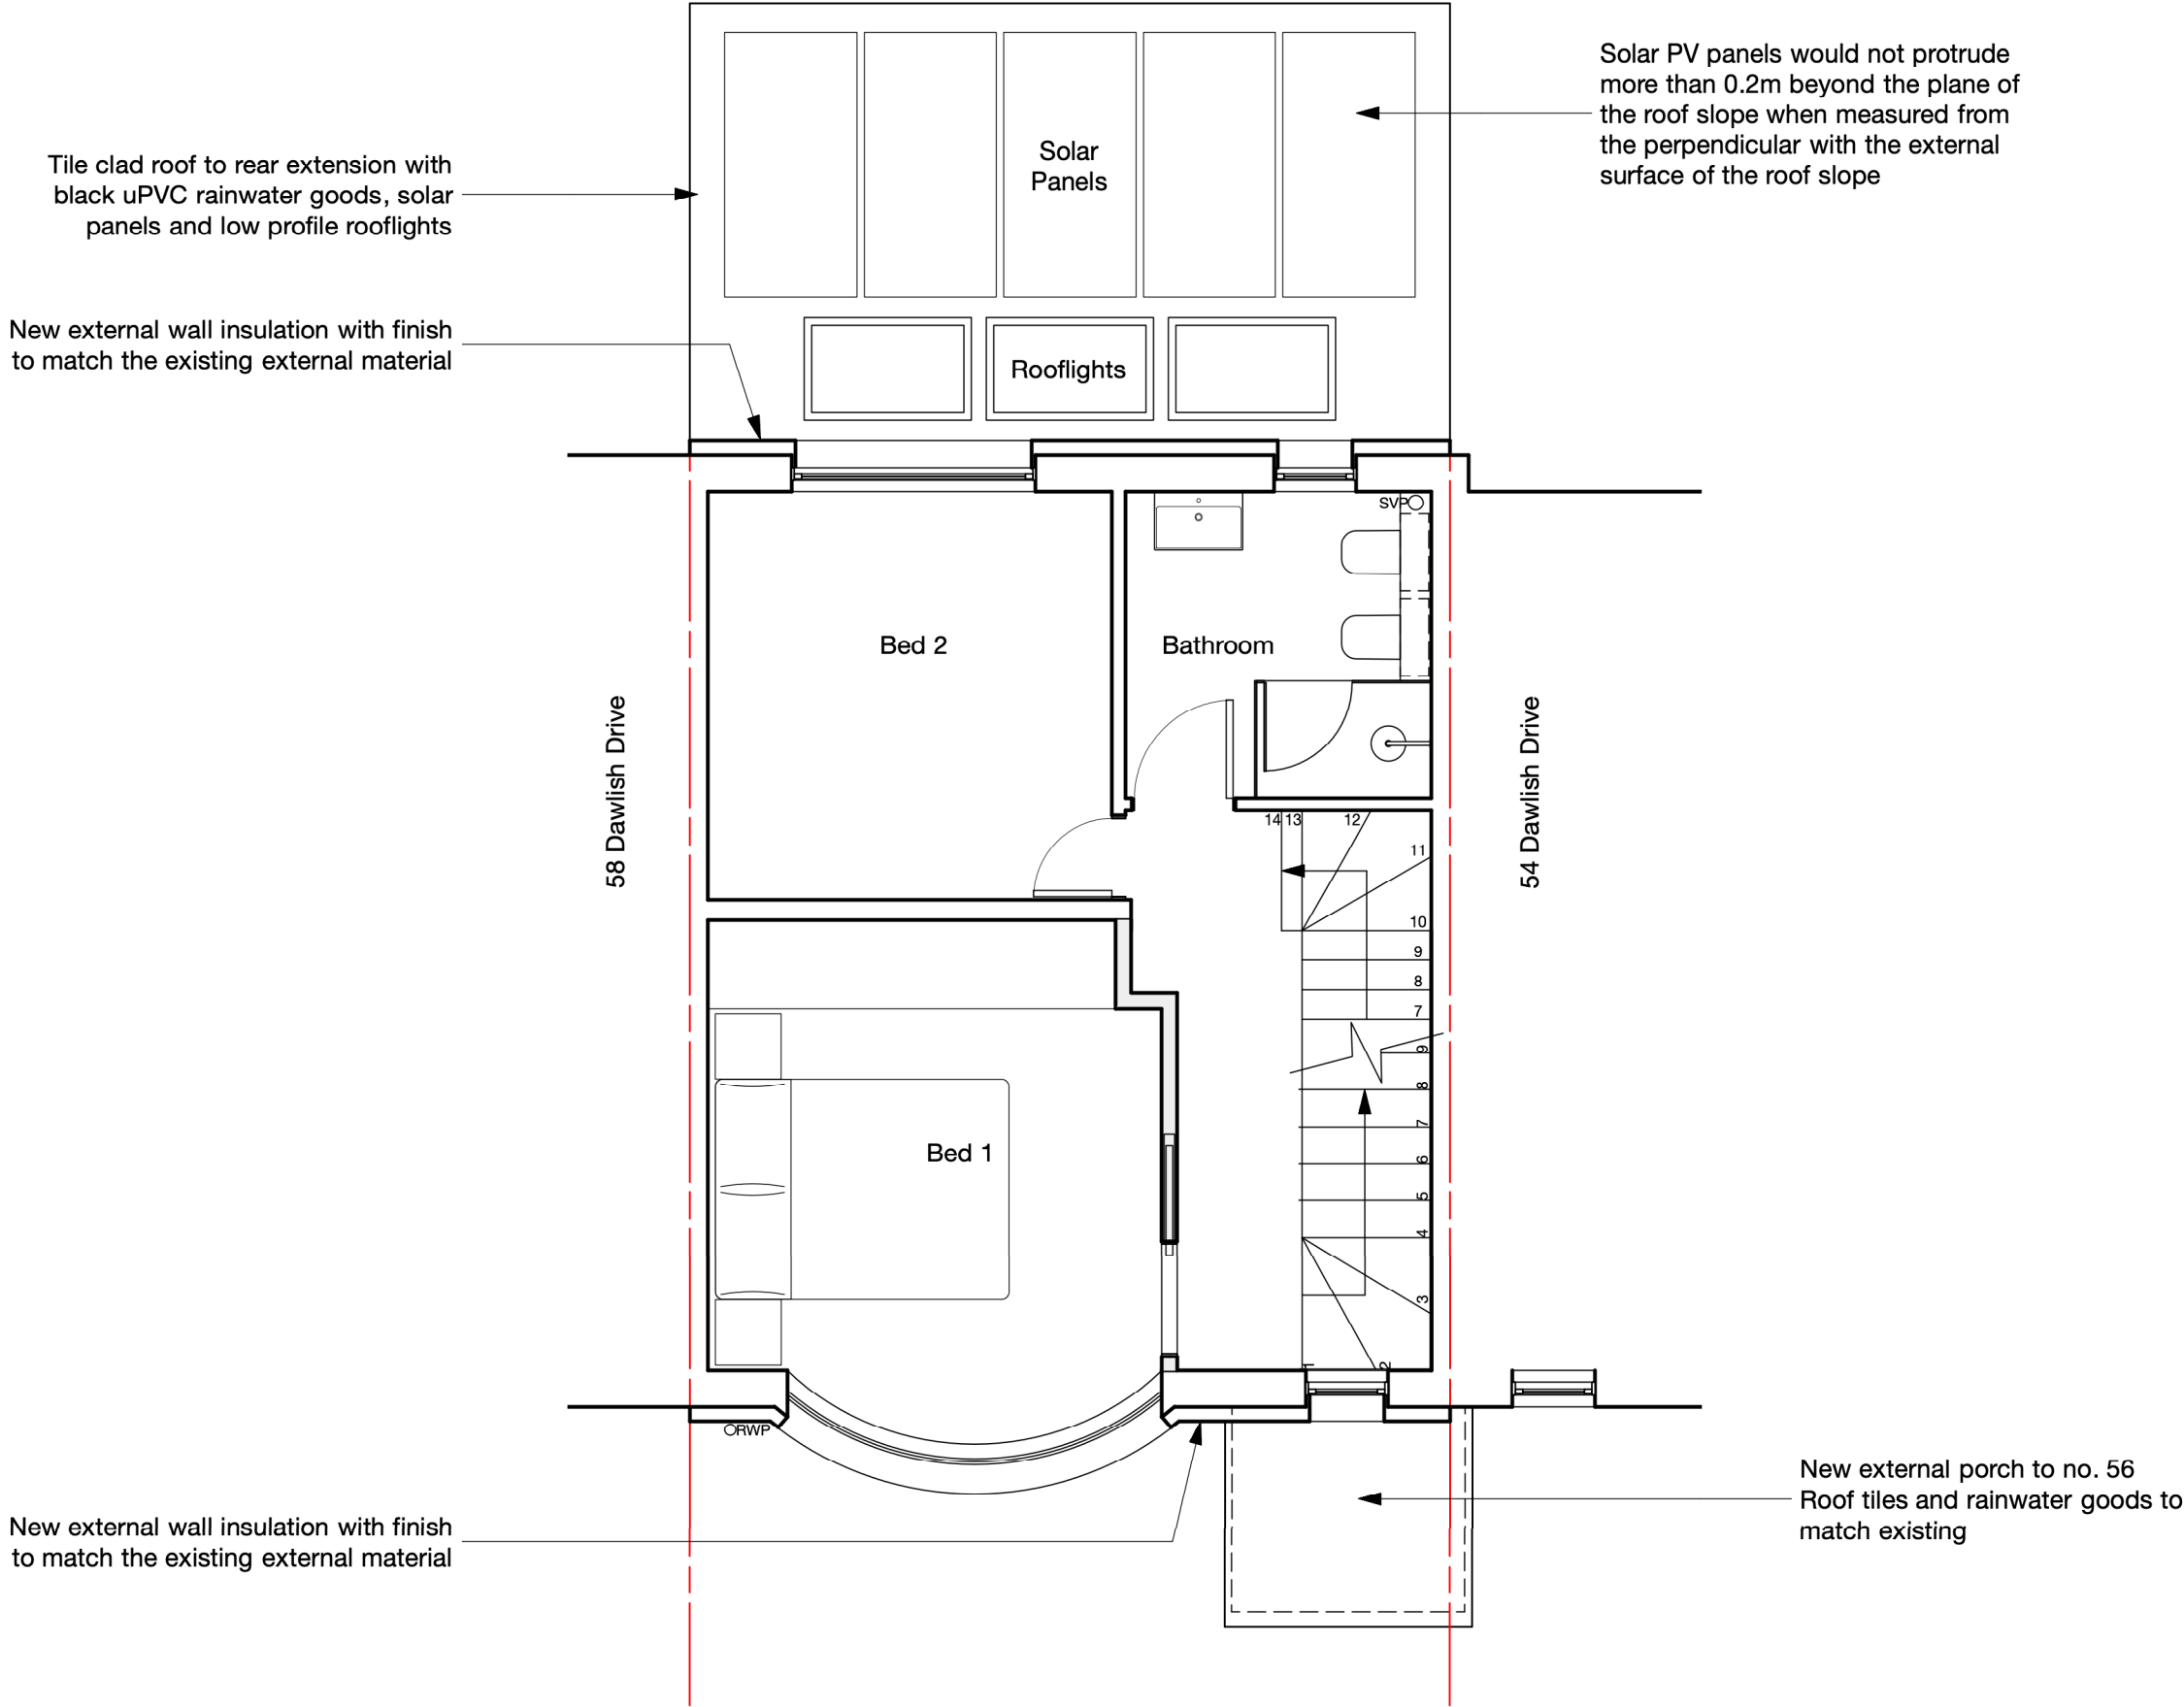 Solar PV panels would not protrude
more than 0.2m beyond the plane of
the roof slope when measured from
the perpendicular with the external
surface of the roof slope
Tile clad roof to rear extension with
black uPVC rainwater goods, solar
panels and low profile rooflights
Solar
Panels
New external wall insulation with finish
to match the existing external material
Rooflights
SVP
Bed 2
Bathroom
58 Dawlish Drive
54 Dawlish Drive
14 13 12
11
10
9
8
7
9
8
7
6
5
4
3
2
1
Bed 1
RWP
New external wall insulation with finish
to match the existing external material
New external porch to no. 56
Roof tiles and rainwater goods to
match existing